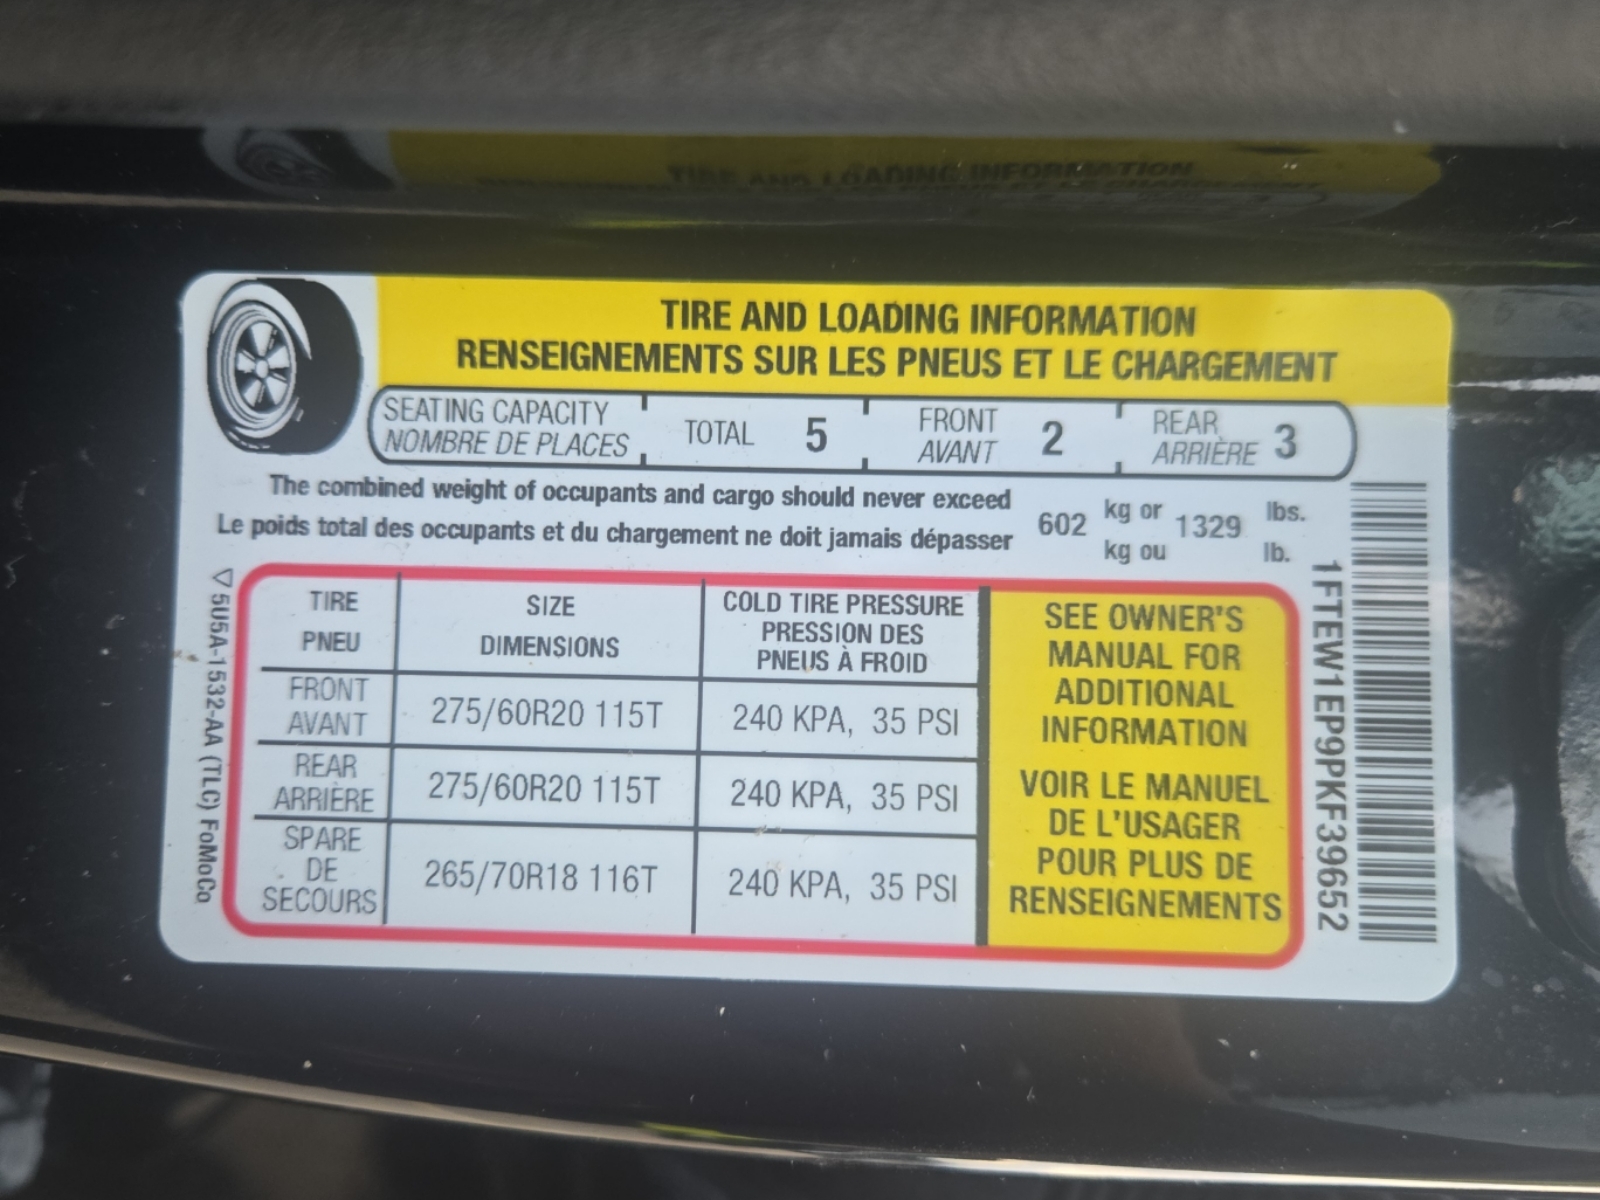 TIRE AND LOADING INFORMATION
RENSEIGNEMENTS SUR LES PNEUS ET LE CHARGEMENT
SEATING CAPACITY
NOMBRE DE PLACES
TOTAL 5
FRONT
AVANT
2
REAR
ARRIÈRE
3
The combined weight of occupants and cargo should never exceed
Le poids total des occupants et du chargement ne doit jamais dépasser
602
kg or
kg ou
1329
lbs.
lb.
TIRE
PNEU
SIZE
DIMENSIONS
COLD TIRE PRESSURE
PRESSION DES
PNEUS À FROID
FRONT
AVANT
275/60R20 115T
240 KPA, 35 PSI
REAR
ARRIÈRE
275/60R20 115T
240 KPA, 35 PSI
SPARE
DE
SECOURS
265/70R18 116T
240 KPA, 35 PSI
SEE OWNER'S
MANUAL FOR
ADDITIONAL
INFORMATION
VOIR LE MANUEL
DE L'USAGER
POUR PLUS DE
RENSEIGNEMENTS
1FTEW1EP9PKF39652
5U5A-1532-AA (TLC) FoMoCo
TIRE AND LOADING INFORMATION